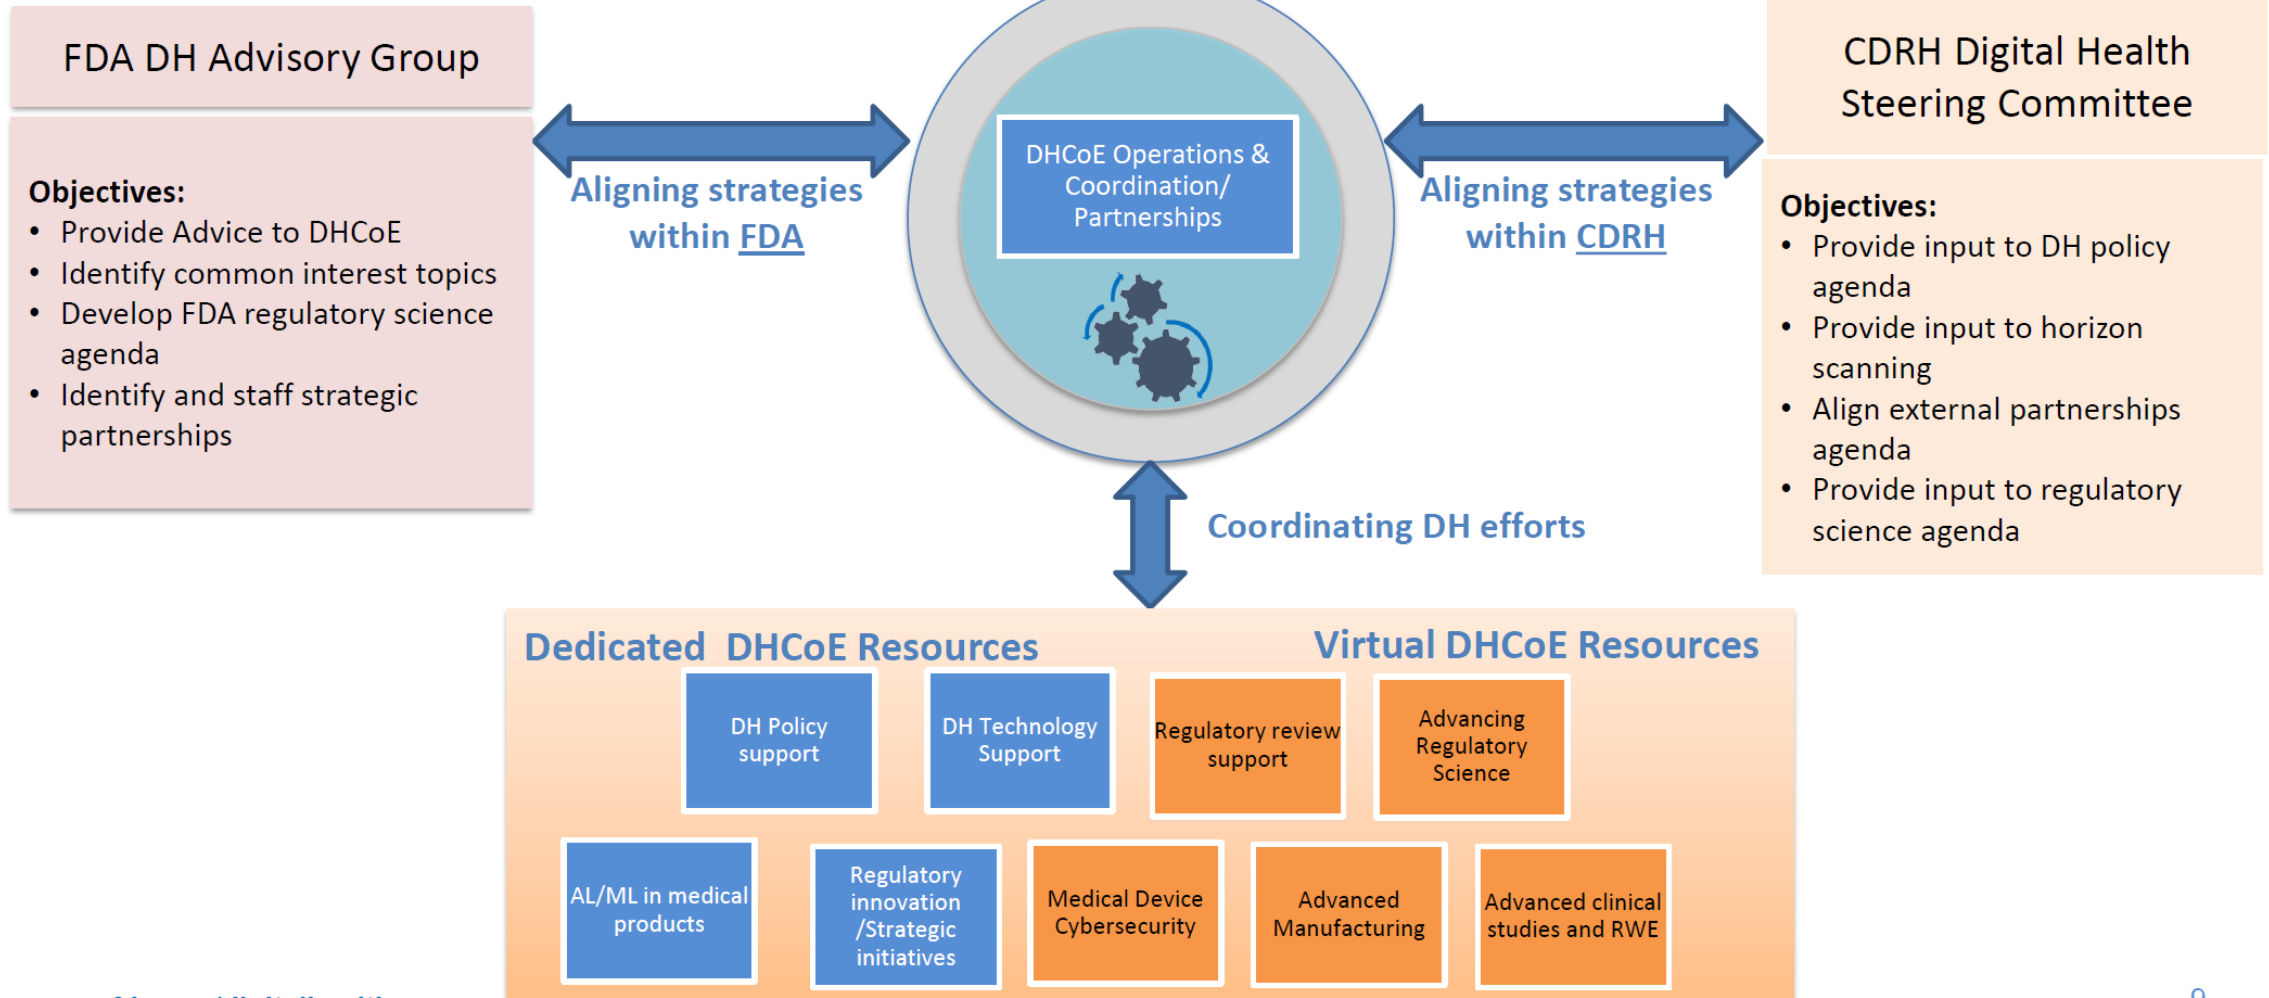 FDA DH Advisory Group
Objectives:
• Provide Advice to DHCoE
• Identify common interest topics
• Develop FDA regulatory science
agenda
• Identify and staff strategic
partnerships
Aligning strategies
within FDA
DHCoE Operations &
Coordination/
Partnerships
Aligning strategies
within CDRH
CDRH Digital Health
Steering Committee
Objectives:
• Provide input to DH policy
agenda
• Provide input to horizon
scanning
• Align external partnerships
agenda
• Provide input to regulatory
science agenda
Coordinating DH efforts
Dedicated DHCoE Resources
Virtual DHCoE Resources
DH Policy
support
DH Technology
Support
Regulatory review
support
Advancing
Regulatory
Science
AL/ML in medical
products
Regulatory
innovation
/Strategic
initiatives
Medical Device
Cybersecurity
Advanced
Manufacturing
Advanced clinical
studies and RWE